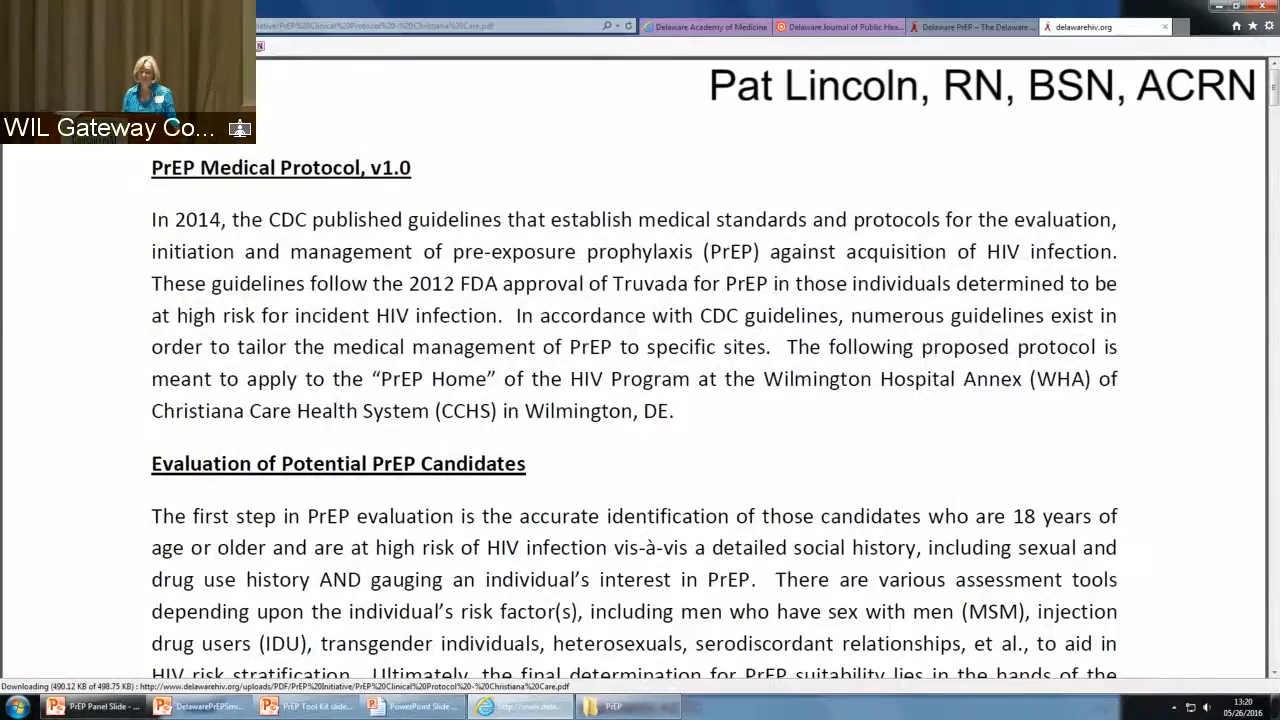 initiative/PrEP%20Clinical%20Protocol%20-%20Christiana%20Care.pdf
Delaware Academy of Medicine
Delaware Journal of Public Hea...
Delaware PrEP – The Delaware ...
delawarehiv.org
Pat Lincoln, RN, BSN, ACRN
WIL Gateway Co...
PrEP Medical Protocol, v1.0
In 2014, the CDC published guidelines that establish medical standards and protocols for the evaluation,
initiation and management of pre-exposure prophylaxis (PrEP) against acquisition of HIV infection.
These guidelines follow the 2012 FDA approval of Truvada for PrEP in those individuals determined to be
at high risk for incident HIV infection. In accordance with CDC guidelines, numerous guidelines exist in
order to tailor the medical management of PrEP to specific sites. The following proposed protocol is
meant to apply to the “PrEP Home” of the HIV Program at the Wilmington Hospital Annex (WHA) of
Christiana Care Health System (CCHS) in Wilmington, DE.
Evaluation of Potential PrEP Candidates
The first step in PrEP evaluation is the accurate identification of those candidates who are 18 years of
age or older and are at high risk of HIV infection vis-à-vis a detailed social history, including sexual and
drug use history AND gauging an individual’s interest in PrEP. There are various assessment tools
depending upon the individual’s risk factor(s), including men who have sex with men (MSM), injection
drug users (IDU), transgender individuals, heterosexuals, serodiscordant relationships, et al., to aid in
HIV risk stratification. Ultimately, the final determination for PrEP suitability lies in the hands of the
Downloading (490.12 KB of 498.75 KB) : http://www.delawarehiv.org/uploads/PDF/PrEP%20Initiative/PrEP%20Clinical%20Protocol%20-%20Christiana%20Care.pdf
PrEP Panel Slide - ...
DelawarePrEPSmi...
PrEP Tool Kit slide...
PowerPoint Slide ...
http://www.dela...
PrEP
13:20
05/26/2016